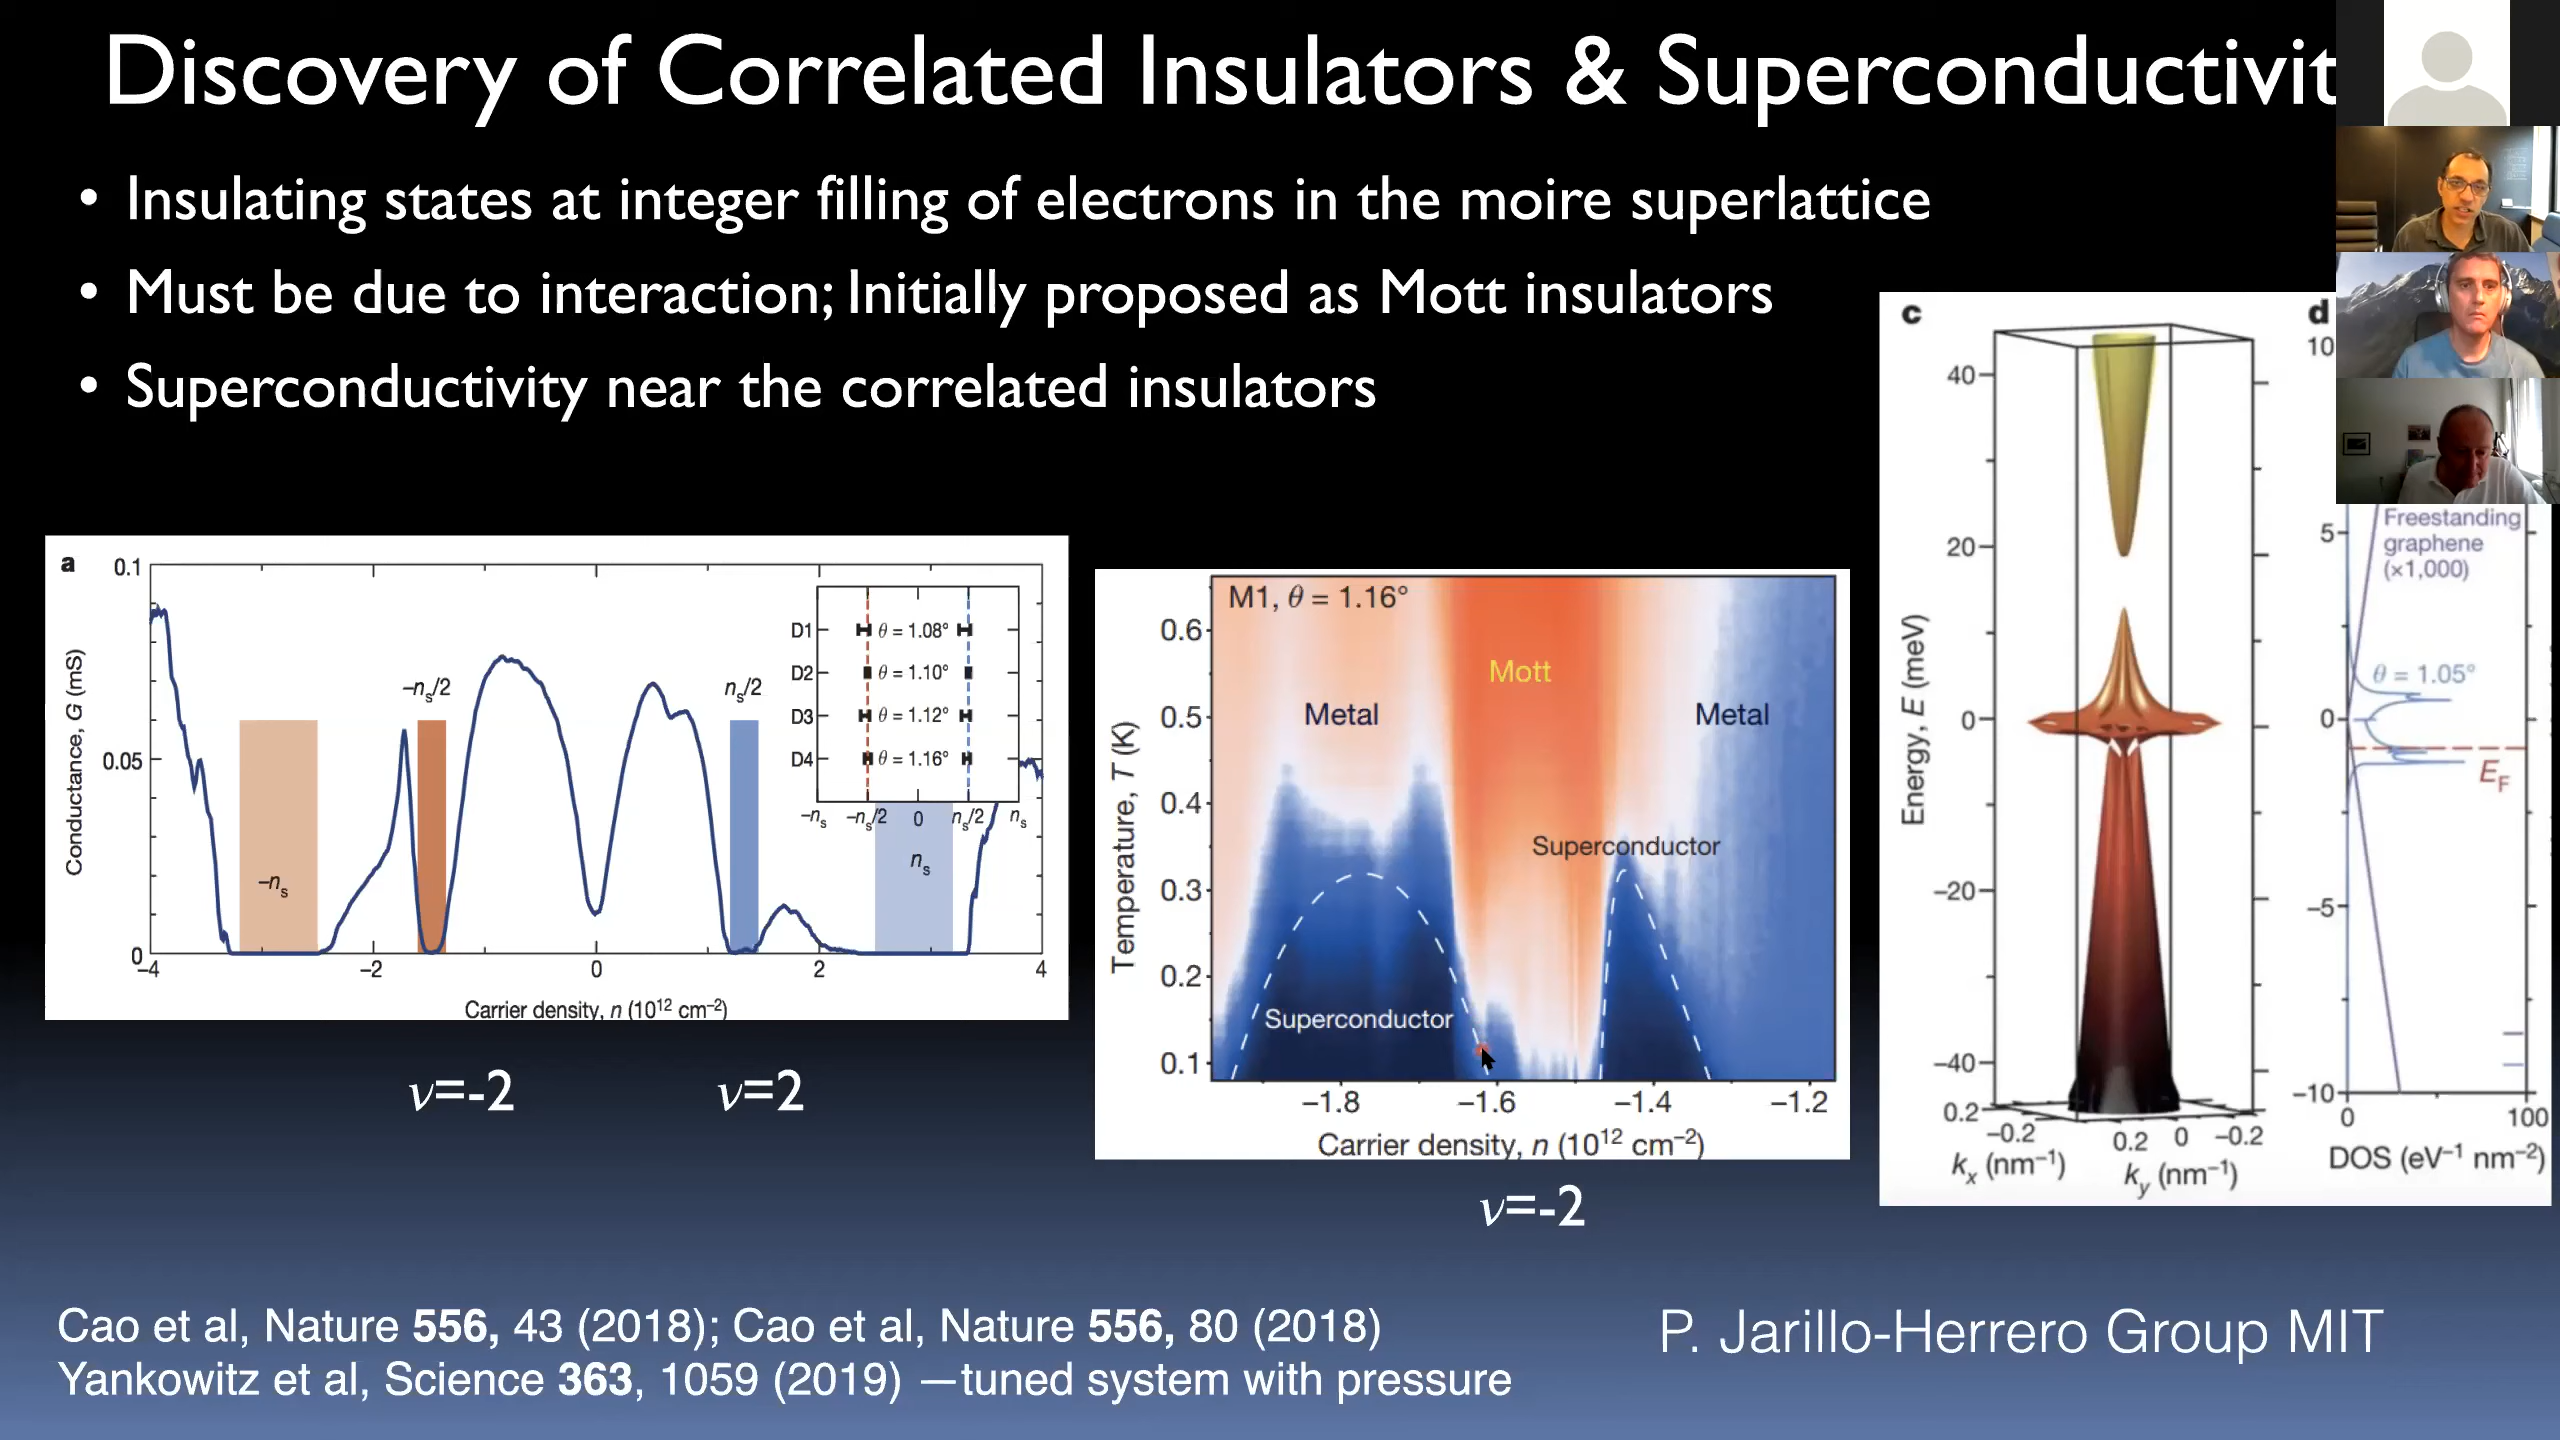 Discovery of Correlated Insulators & Superconductivit
• Insulating states at integer filling of electrons in the moire superlattice
• Must be due to interaction; Initially proposed as Mott insulators
• Superconductivity near the correlated insulators
a
0.1
0.05
0
Conductance, G (mS)
–nₛ
–nₛ/2
nₛ/2
nₛ
D1 θ = 1.08°
D2 θ = 1.10°
D3 θ = 1.12°
D4 θ = 1.16°
–nₛ –nₛ/2 0 nₛ/2 nₛ
–4 –2 0 2 4
Carrier density, n (10¹² cm⁻²)
ν=-2 ν=2
M1, θ = 1.16°
Mott
Metal Metal
Superconductor
Superconductor
0.6
0.5
0.4
0.3
0.2
0.1
Temperature, T (K)
–1.8 –1.6 –1.4 –1.2
Carrier density, n (10¹² cm⁻²)
ν=-2
c
40
20
0
–20
–40
Energy, E (meV)
0.2 –0.2 0.2 0 –0.2
kₓ (nm⁻¹)
k_y (nm⁻¹)
d
10
5
0
–5
–10
Freestanding
graphene
(×1,000)
θ = 1.05°
E_F
0 100
DOS (eV⁻¹ nm⁻²)
Cao et al, Nature 556, 43 (2018); Cao et al, Nature 556, 80 (2018)
Yankowitz et al, Science 363, 1059 (2019) —tuned system with pressure
P. Jarillo-Herrero Group MIT